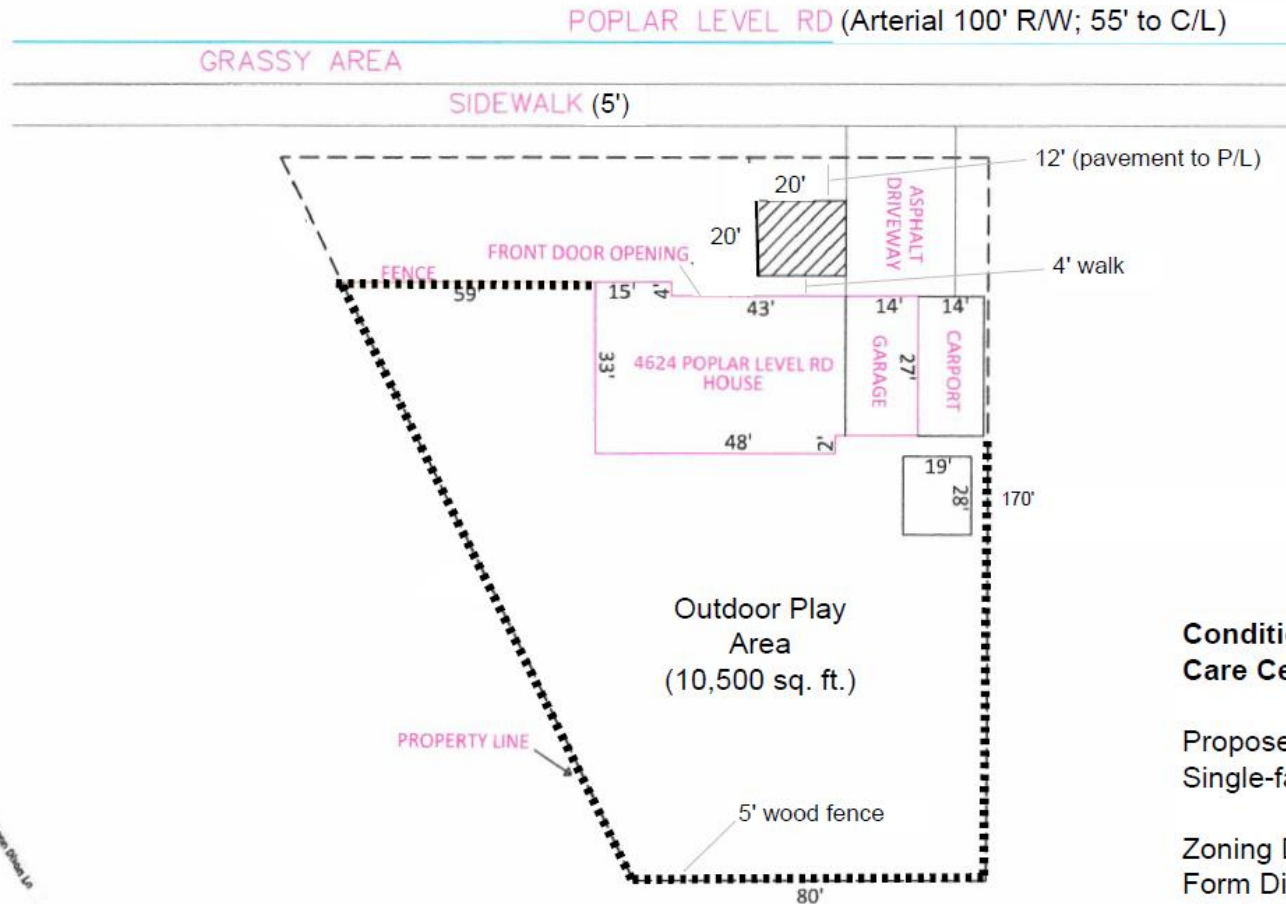 POPLAR LEVEL RD (Arterial 100' R/W; 55' to C/L)
GRASSY AREA
SIDEWALK (5')
12' (pavement to P/L)
20'
20'
ASPHALT
DRIVEWAY
FRONT DOOR OPENING
4' walk
FENCE
59'
15'
4'
43'
14'
14'
33'
4624 POPLAR LEVEL RD
HOUSE
GARAGE
27'
CARPORT
48'
2'
19'
28'
170'
Outdoor Play
Area
(10,500 sq. ft.)
Conditi
Care Ce
PROPERTY LINE
Propose
Single-fa
5' wood fence
Zoning D
Form Di
80'